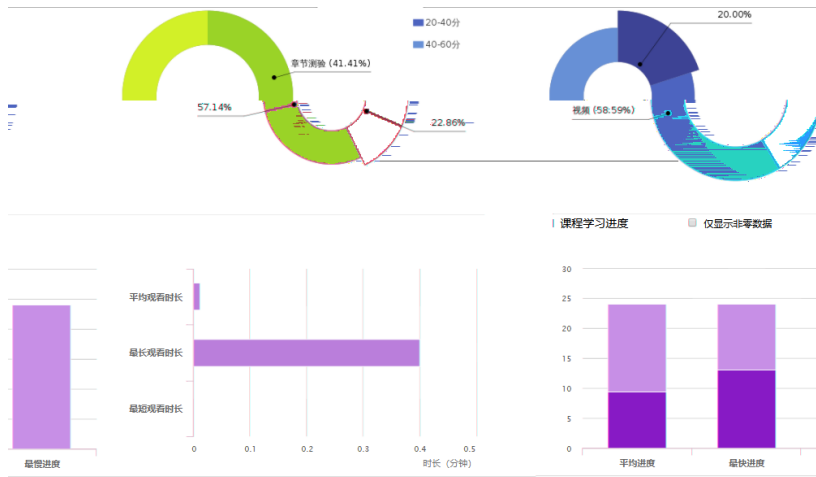 20-40分
40-60分
20.00%
章节测验 (41.41%)
57.14%
22.86%
视频 (58.59%)
课程学习进度
仅显示非零数据
最慢进度
平均观看时长
最长观看时长
最短观看时长
0 0.1 0.2 0.3 0.4 0.5
时长（分钟）
30
25
20
15
10
5
0
平均进度 最快进度